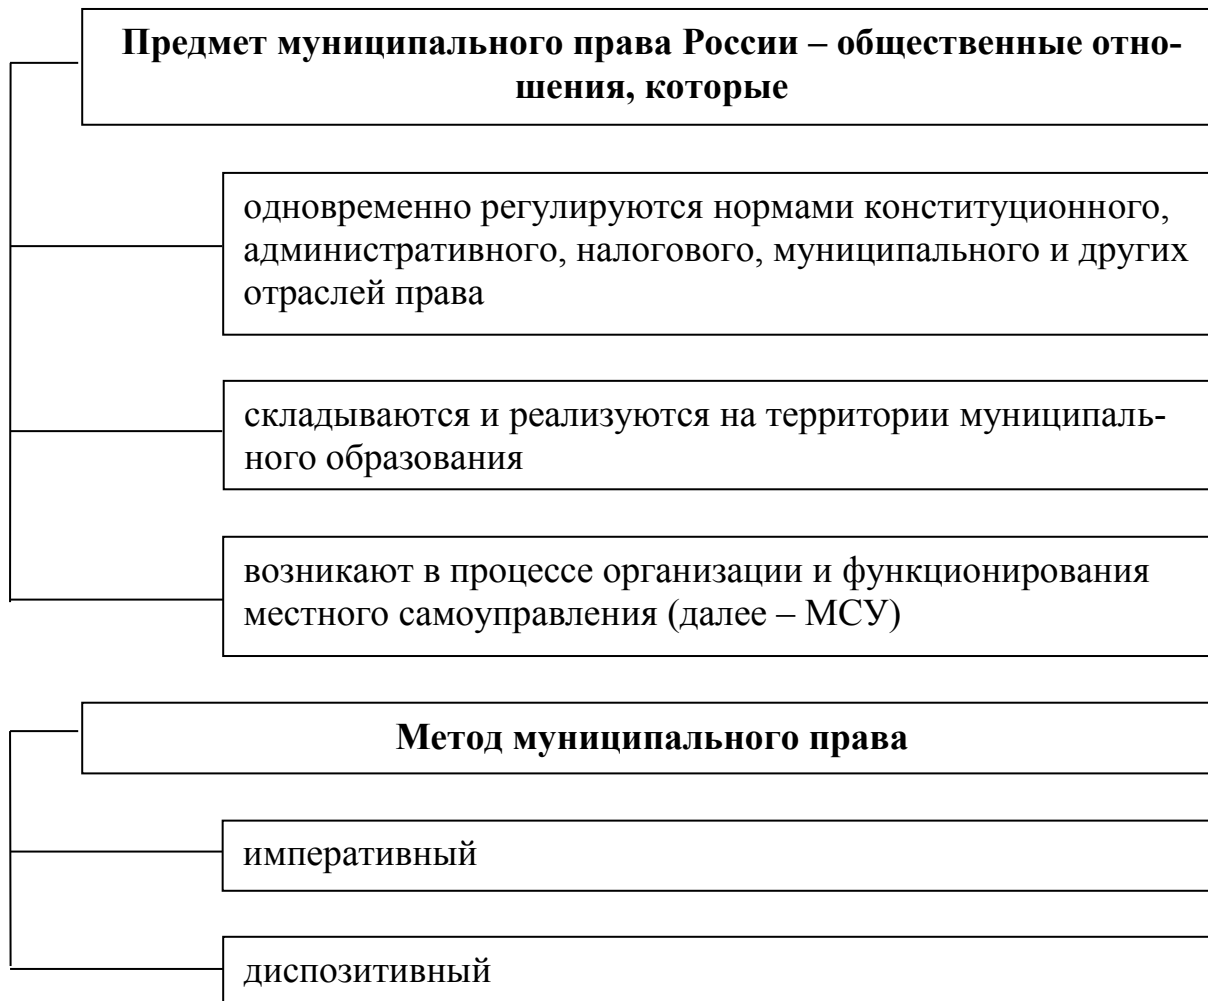 Предмет муниципального права России – общественные отно-
шения, которые
одновременно регулируются нормами конституционного,
административного, налогового, муниципального и других
отраслей права
складываются и реализуются на территории муниципаль-
ного образования
возникают в процессе организации и функционирования
местного самоуправления (далее – МСУ)
Метод муниципального права
императивный
диспозитивный